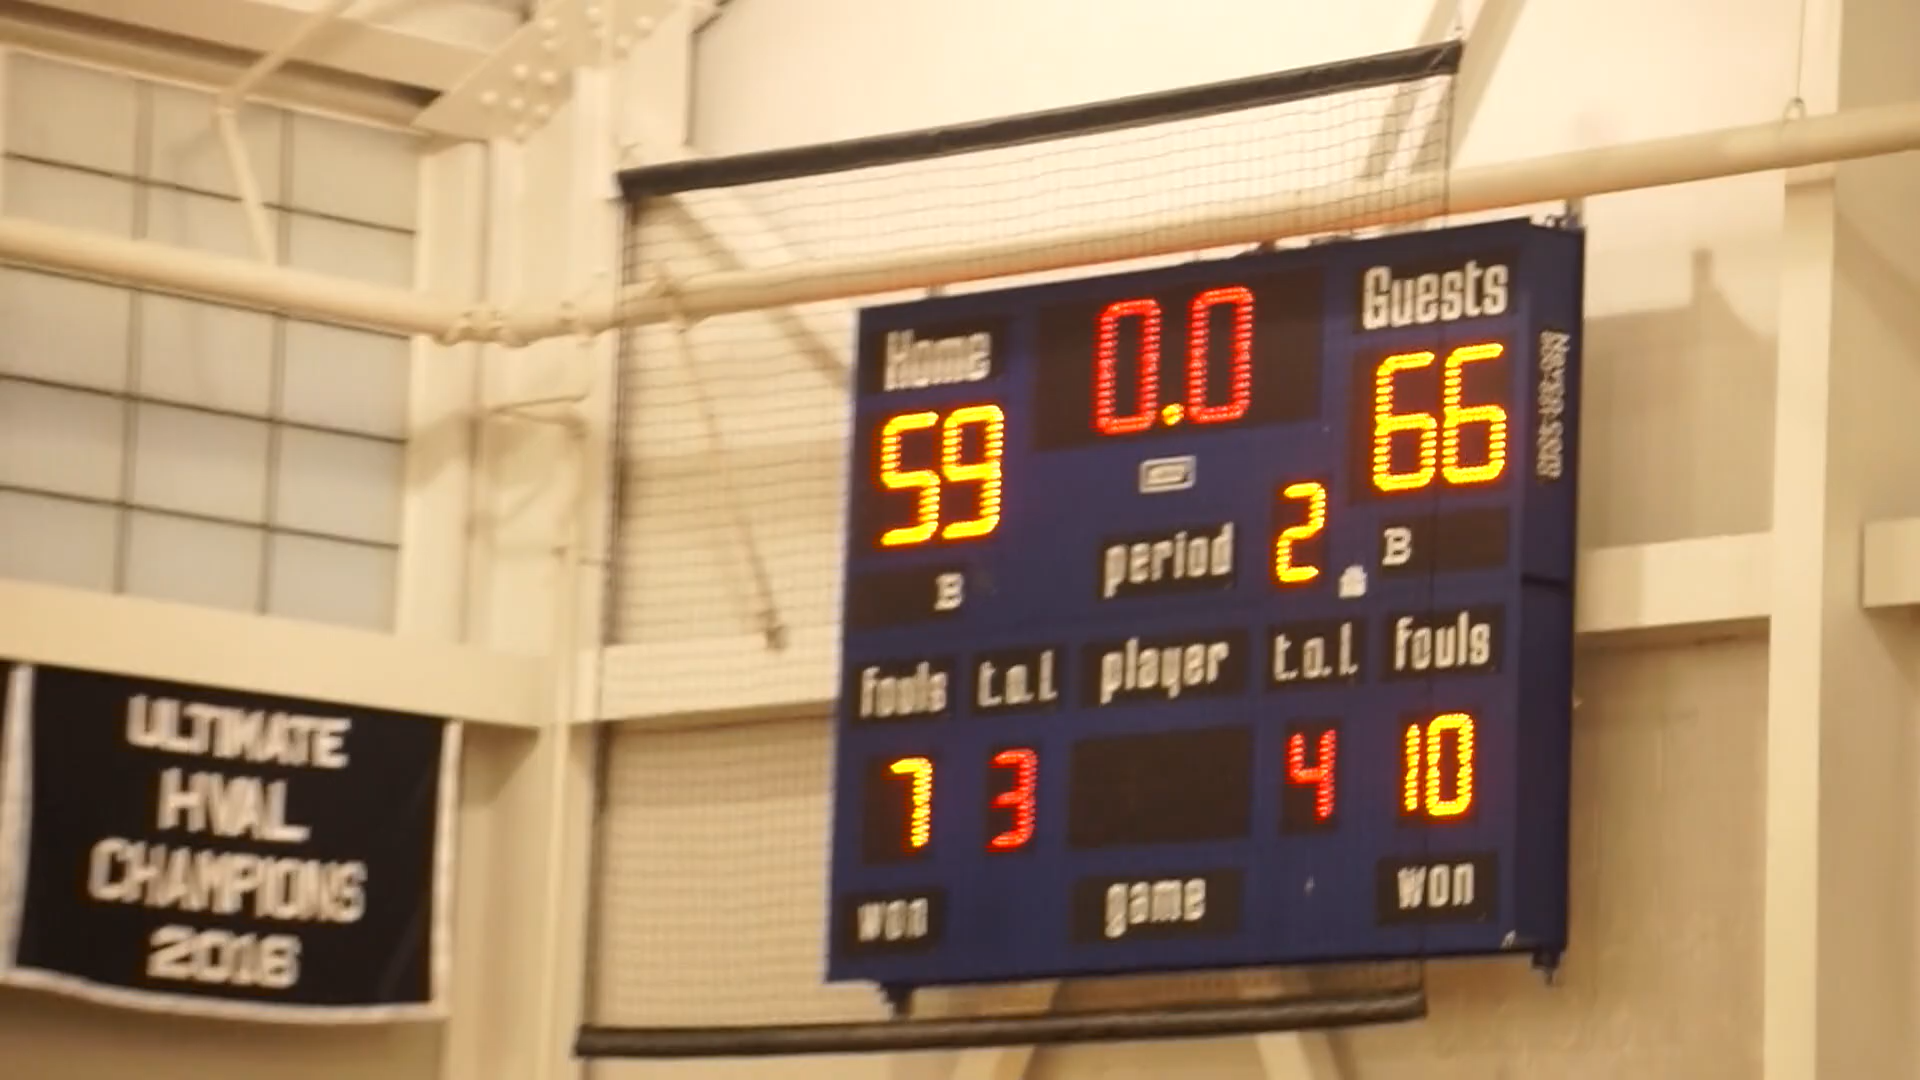 ULTIMATE
HVAL
CHAMPIONS
2016
Home
0.0
Guests
59
66
period
2
B
B
fouls
t.o.l.
player
t.o.l.
fouls
7
3
4
10
won
game
won